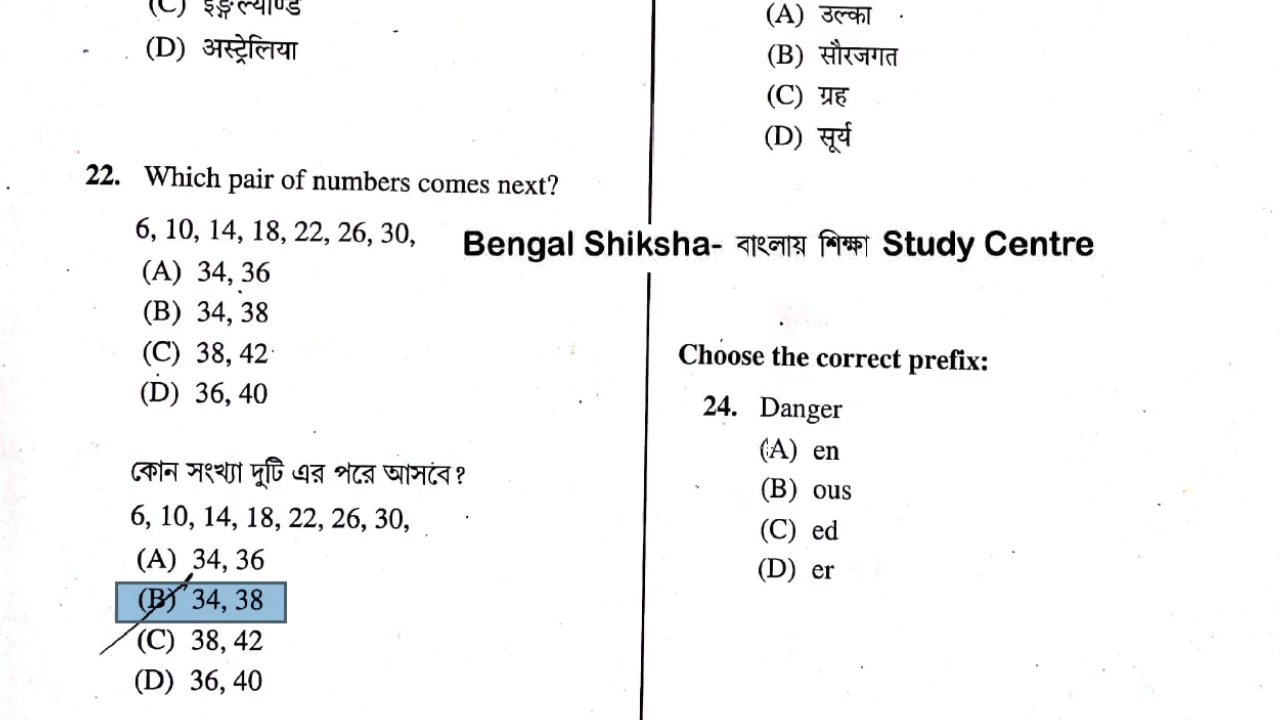 (C) इङ्गल्याण्ड
(D) अस्ट्रेलिया
22. Which pair of numbers comes next?
6, 10, 14, 18, 22, 26, 30,
(A) 34, 36
(B) 34, 38
(C) 38, 42
(D) 36, 40
কোন সংখ্যা দুটি এর পরে আসবে?
6, 10, 14, 18, 22, 26, 30,
(A) 34, 36
(B) 34, 38
(C) 38, 42
(D) 36, 40
(A) उल्का
(B) सौरजगत
(C) ग्रह
(D) सूर्य
Bengal Shiksha- বাংলায় শিক্ষা Study Centre
Choose the correct prefix:
24. Danger
(A) en
(B) ous
(C) ed
(D) er